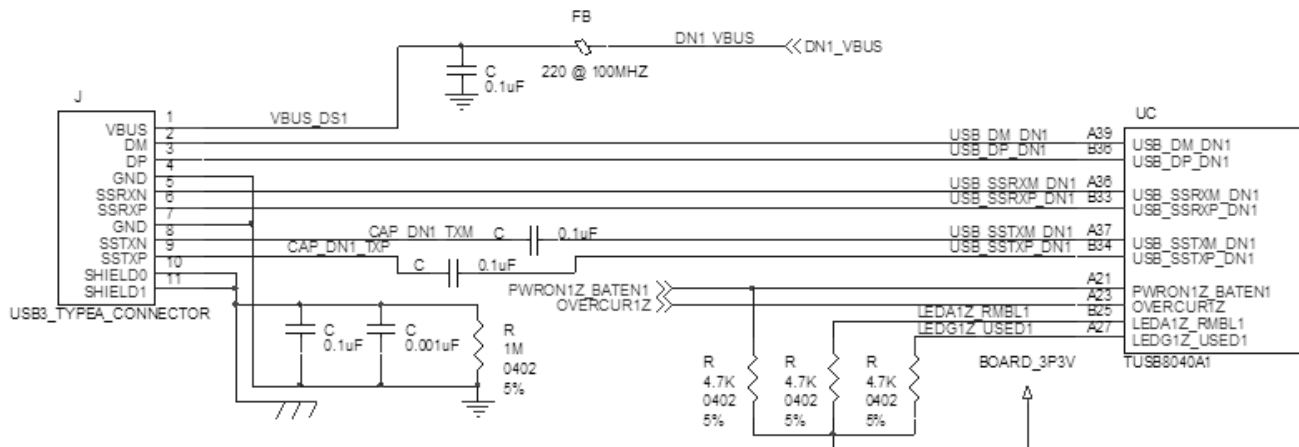 FB
DN1_VBUS
DN1_VBUS
C
0.1uF
220 @ 100MHZ
J
VBUS_DS1
UC
1
VBUS
2
DM
3
DP
4
GND
5
SSRXN
6
SSRXP
7
GND
8
SSTXN
9
SSTXP
10
SHIELD0
11
SHIELD1
USB3_TYPEA_CONNECTOR
USB_DM_DN1 A39 USB_DM_DN1
USB_DP_DN1 B36 USB_DP_DN1
USB_SSRXM_DN1 A36 USB_SSRXM_DN1
USB_SSRXP_DN1 B33 USB_SSRXP_DN1
CAP_DN1_TXM C 0.1uF
USB_SSTXM_DN1 A37 USB_SSTXM_DN1
CAP_DN1_TXP C 0.1uF
USB_SSTXP_DN1 B34 USB_SSTXP_DN1
PWRON1Z_BATEN1 A21 PWRON1Z_BATEN1
OVERCUR1Z A23 OVERCUR1Z
LEDA1Z_RMBL1 B25 LEDA1Z_RMBL1
LEDG1Z_USED1 A27 LEDG1Z_USED1
TUSB8040A1
C
0.1uF
C
0.001uF
R
1M
0402
5%
R
4.7K
0402
5%
R
4.7K
0402
5%
R
4.7K
0402
5%
BOARD_3P3V